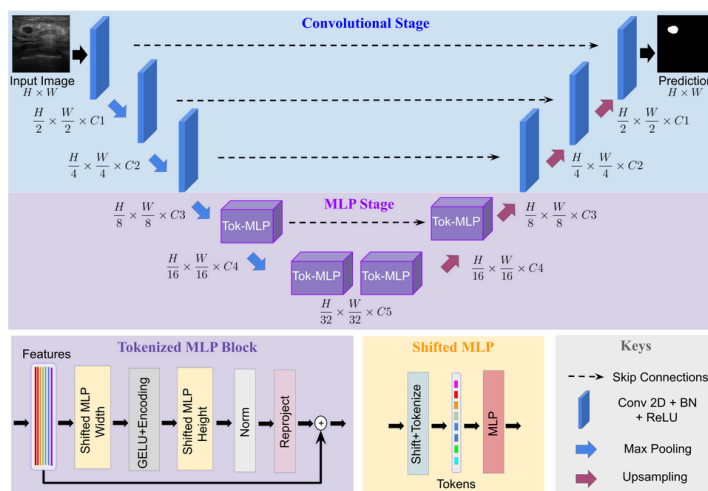 Convolutional Stage
Input Image
H × W
Prediction
H × W
H/2 × W/2 × C1
H/2 × W/2 × C1
H/4 × W/4 × C2
H/4 × W/4 × C2
MLP Stage
H/8 × W/8 × C3
Tok-MLP
Tok-MLP
H/8 × W/8 × C3
H/16 × W/16 × C4
Tok-MLP
Tok-MLP
H/16 × W/16 × C4
H/32 × W/32 × C5
Tokenized MLP Block
Features
Shifted MLP
Width
GELU+Encoding
Shifted MLP
Height
Norm
Reproject
+
Shifted MLP
Shift+Tokenize
MLP
Tokens
Keys
Skip Connections
Conv 2D + BN
+ ReLU
Max Pooling
Upsampling